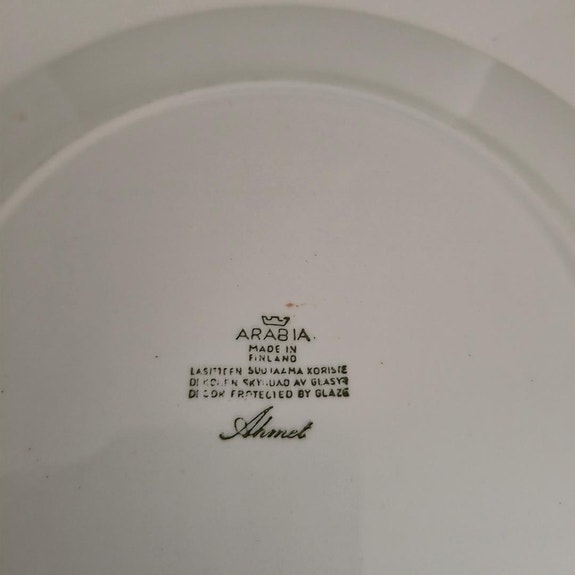 ARABIA
MADE IN
FINLAND
LASITTEEN SUOJAAMA KORISTE
DEKOREN SKYDDAD AV GLASYR
DECOR PROTECTED BY GLAZE
Ahmet